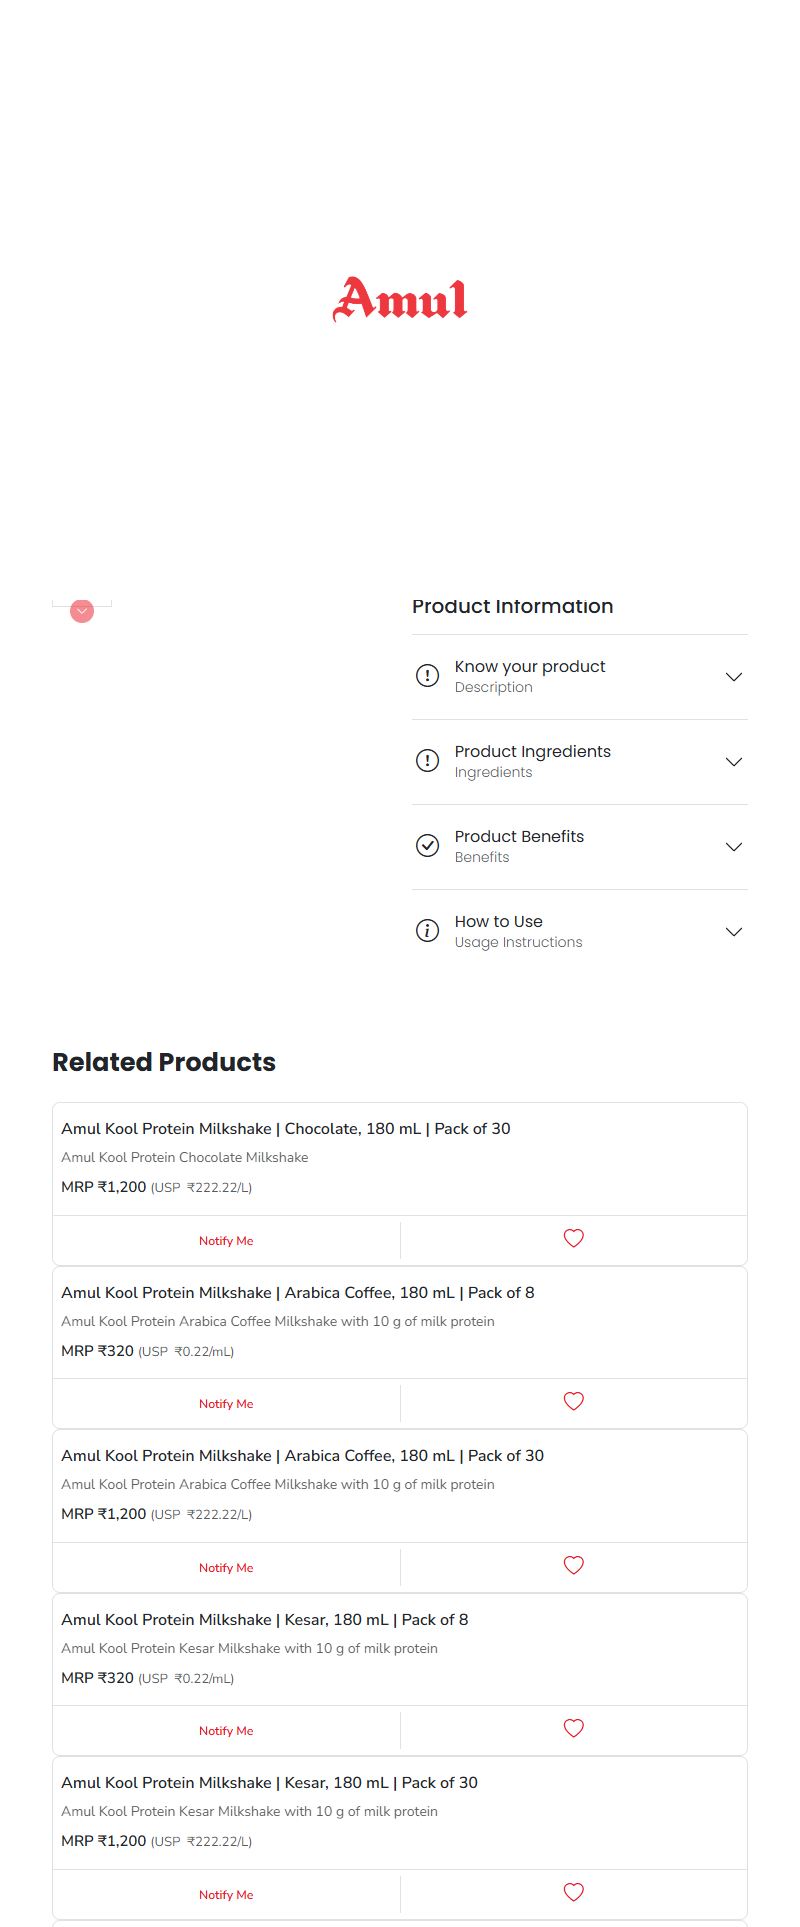 Amul
Product Information
Know your product
Description
Product Ingredients
Ingredients
Product Benefits
Benefits
How to Use
Usage Instructions
Related Products
Amul Kool Protein Milkshake | Chocolate, 180 mL | Pack of 30
Amul Kool Protein Chocolate Milkshake
MRP ₹1,200 (USP ₹222.22/L)
Notify Me
Amul Kool Protein Milkshake | Arabica Coffee, 180 mL | Pack of 8
Amul Kool Protein Arabica Coffee Milkshake with 10 g of milk protein
MRP ₹320 (USP ₹0.22/mL)
Notify Me
Amul Kool Protein Milkshake | Arabica Coffee, 180 mL | Pack of 30
Amul Kool Protein Arabica Coffee Milkshake with 10 g of milk protein
MRP ₹1,200 (USP ₹222.22/L)
Notify Me
Amul Kool Protein Milkshake | Kesar, 180 mL | Pack of 8
Amul Kool Protein Kesar Milkshake with 10 g of milk protein
MRP ₹320 (USP ₹0.22/mL)
Notify Me
Amul Kool Protein Milkshake | Kesar, 180 mL | Pack of 30
Amul Kool Protein Kesar Milkshake with 10 g of milk protein
MRP ₹1,200 (USP ₹222.22/L)
Notify Me